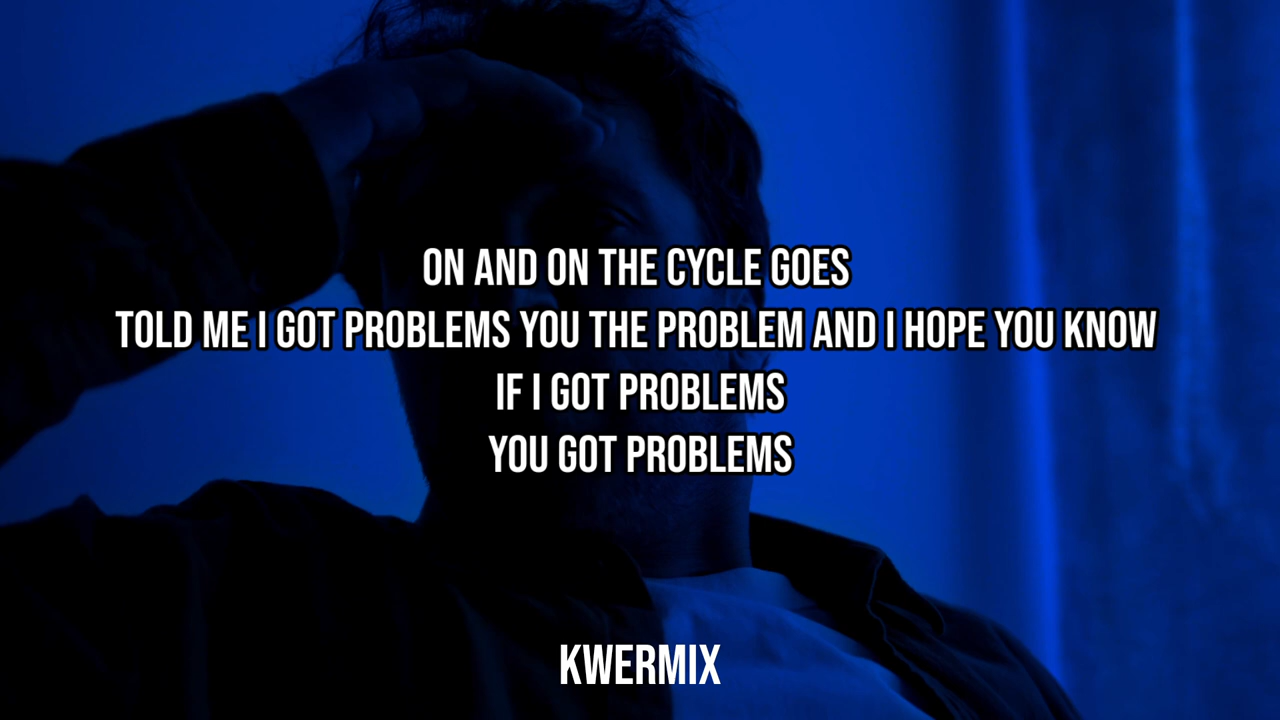 ON AND ON THE CYCLE GOES
TOLD ME I GOT PROBLEMS YOU THE PROBLEM AND I HOPE YOU KNOW
IF I GOT PROBLEMS
YOU GOT PROBLEMS
KWERMIX